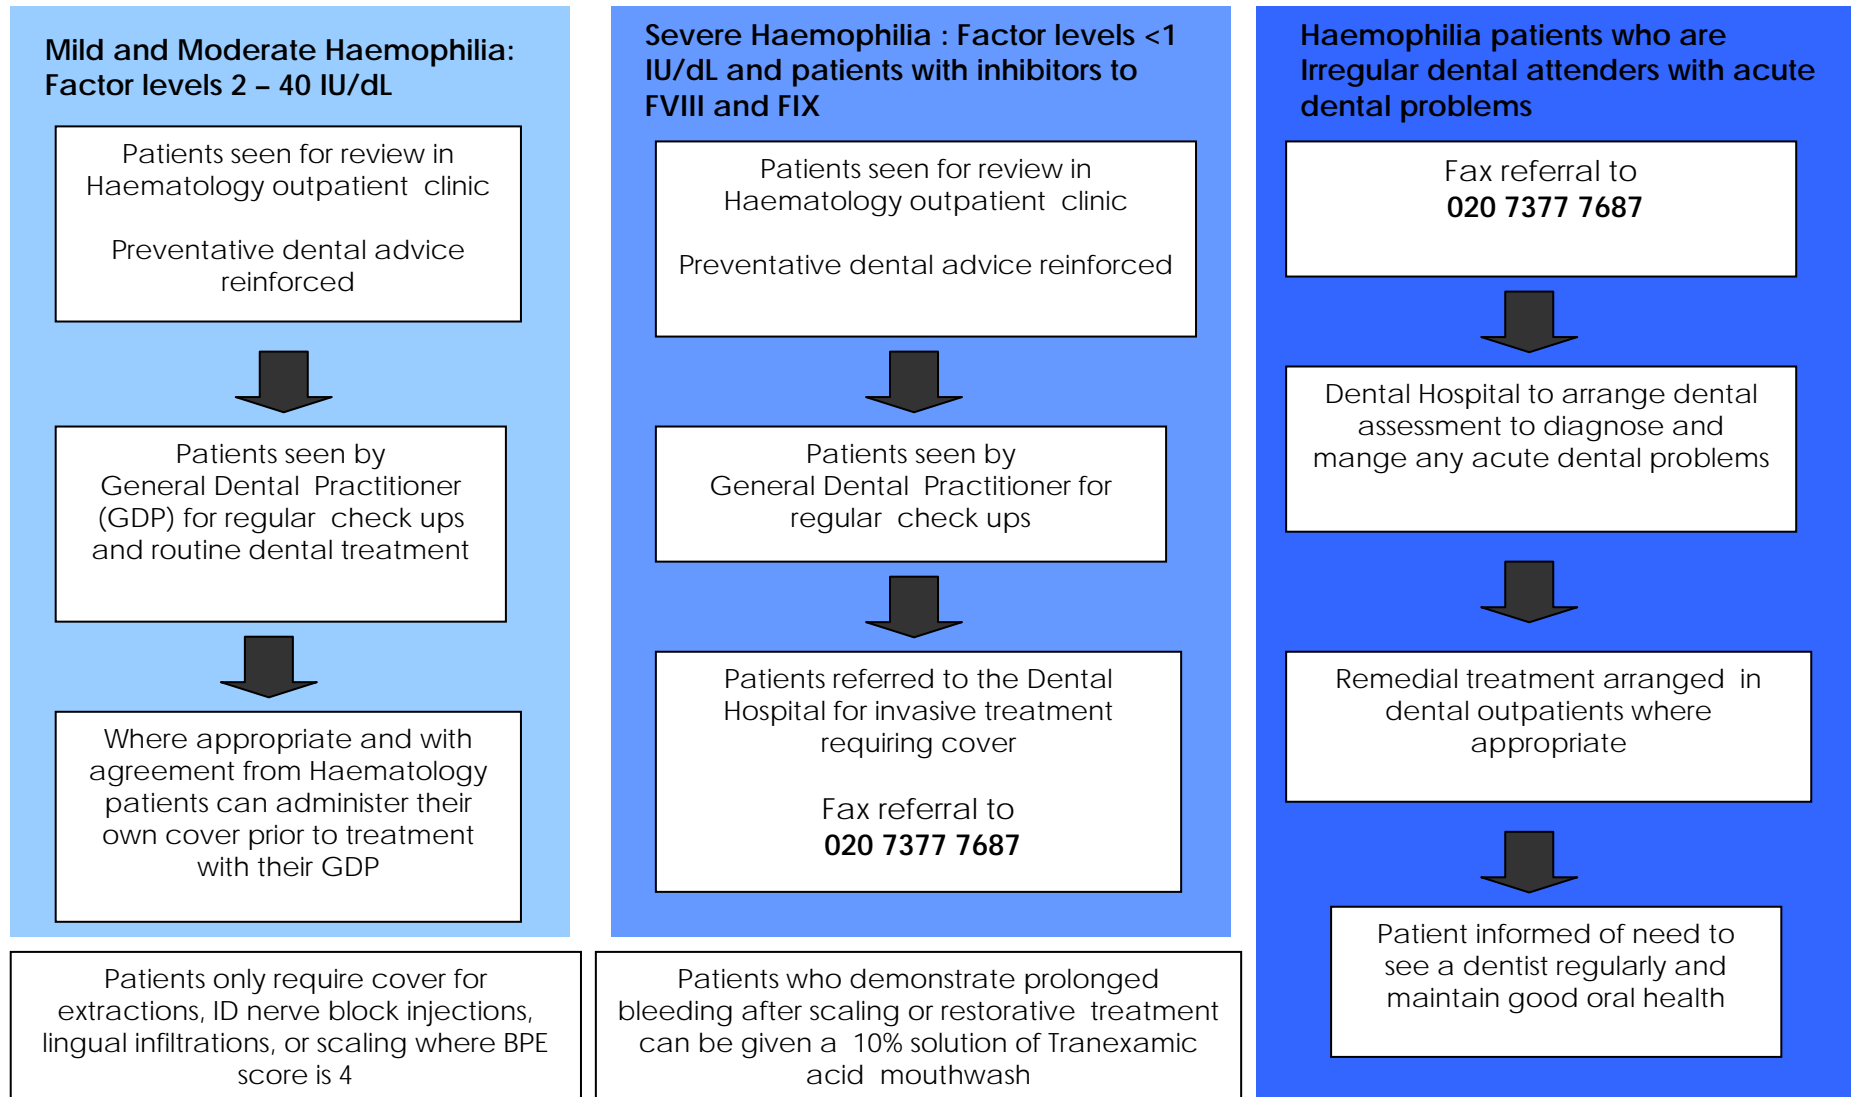 Mild and Moderate Haemophilia:
Factor levels 2 – 40 IU/dL
Patients seen for review in
Haematology outpatient clinic
Preventative dental advice
reinforced
Patients seen by
General Dental Practitioner
(GDP) for regular check ups
and routine dental treatment
Where appropriate and with
agreement from Haematology
patients can administer their
own cover prior to treatment
with their GDP
Patients only require cover for
extractions, ID nerve block injections,
lingual infiltrations, or scaling where BPE
score is 4
Severe Haemophilia : Factor levels <1
IU/dL and patients with inhibitors to
FVIII and FIX
Patients seen for review in
Haematology outpatient clinic
Preventative dental advice reinforced
Patients seen by
General Dental Practitioner for
regular check ups
Patients referred to the Dental
Hospital for invasive treatment
requiring cover
Fax referral to
020 7377 7687
Patients who demonstrate prolonged
bleeding after scaling or restorative treatment
can be given a 10% solution of Tranexamic
acid mouthwash
Haemophilia patients who are
Irregular dental attenders with acute
dental problems
Fax referral to
020 7377 7687
Dental Hospital to arrange dental
assessment to diagnose and
mange any acute dental problems
Remedial treatment arranged in
dental outpatients where
appropriate
Patient informed of need to
see a dentist regularly and
maintain good oral health